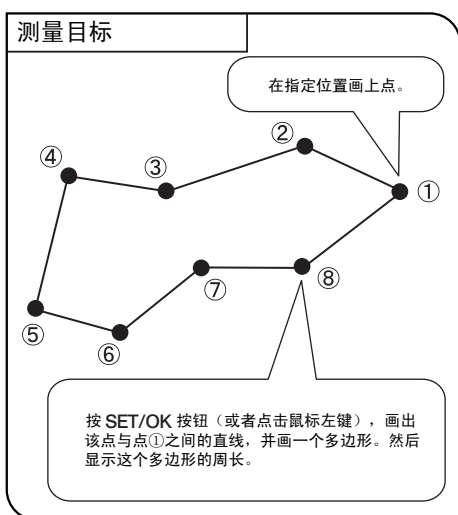 测量目标
在指定位置画上点。
②
④
③
①
⑧
⑦
⑤
⑥
按 SET/OK 按钮（或者点击鼠标左键），画出
该点与点①之间的直线，并画一个多边形。然后
显示这个多边形的周长。